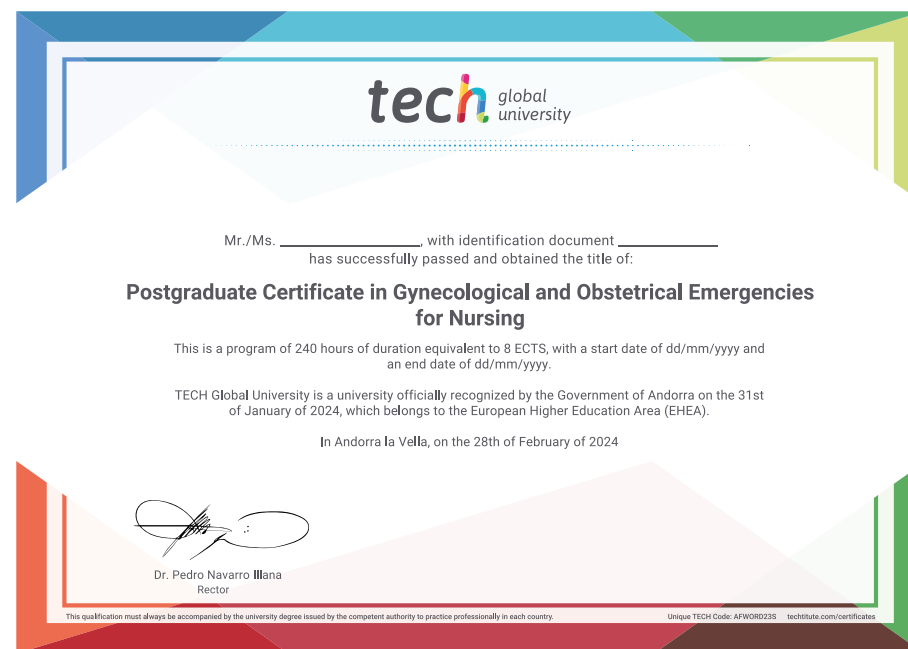 tech global university
Mr./Ms. ____________________, with identification document ______________
has successfully passed and obtained the title of:
Postgraduate Certificate in Gynecological and Obstetrical Emergencies
for Nursing
This is a program of 240 hours of duration equivalent to 8 ECTS, with a start date of dd/mm/yyyy and
an end date of dd/mm/yyyy.
TECH Global University is a university officially recognized by the Government of Andorra on the 31st
of January of 2024, which belongs to the European Higher Education Area (EHEA).
In Andorra la Vella, on the 28th of February of 2024
Dr. Pedro Navarro Illana
Rector
This qualification must always be accompanied by the university degree issued by the competent authority to practice professionally in each country.
Unique TECH Code: AFWORD23S techtitute.com/certificates